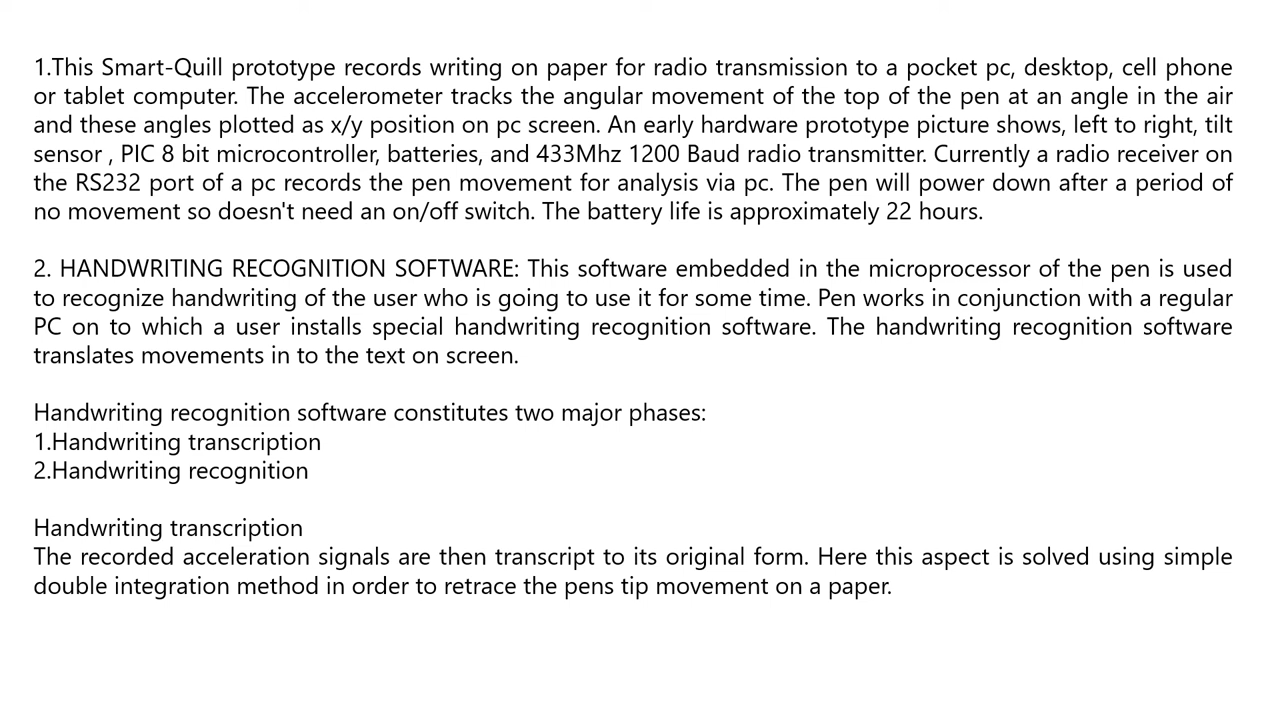 1.This Smart-Quill prototype records writing on paper for radio transmission to a pocket pc, desktop, cell phone
or tablet computer. The accelerometer tracks the angular movement of the top of the pen at an angle in the air
and these angles plotted as x/y position on pc screen. An early hardware prototype picture shows, left to right, tilt
sensor , PIC 8 bit microcontroller, batteries, and 433Mhz 1200 Baud radio transmitter. Currently a radio receiver on
the RS232 port of a pc records the pen movement for analysis via pc. The pen will power down after a period of
no movement so doesn't need an on/off switch. The battery life is approximately 22 hours.
2. HANDWRITING RECOGNITION SOFTWARE: This software embedded in the microprocessor of the pen is used
to recognize handwriting of the user who is going to use it for some time. Pen works in conjunction with a regular
PC on to which a user installs special handwriting recognition software. The handwriting recognition software
translates movements in to the text on screen.
Handwriting recognition software constitutes two major phases:
1.Handwriting transcription
2.Handwriting recognition
Handwriting transcription
The recorded acceleration signals are then transcript to its original form. Here this aspect is solved using simple
double integration method in order to retrace the pens tip movement on a paper.